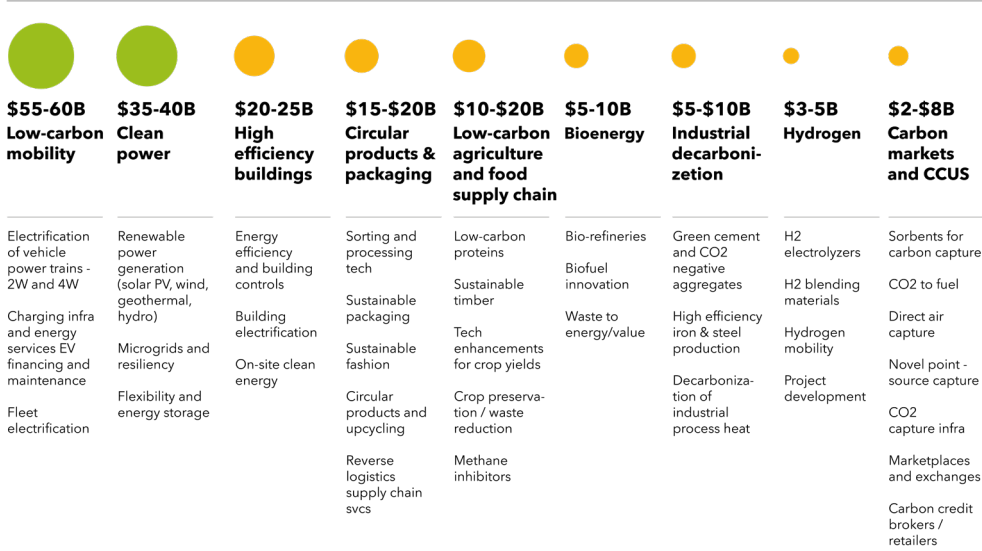 $55-60B
Low-carbon
mobility
Electrification
of vehicle
power trains -
2W and 4W
Charging infra
and energy
services EV
financing and
maintenance
Fleet
electrification
$35-40B
Clean
power
Renewable
power
generation
(solar PV, wind,
geothermal,
hydro)
Microgrids and
resiliency
Flexibility and
energy storage
$20-25B
High
efficiency
buildings
Energy
efficiency
and building
controls
Building
electrification
On-site clean
energy
$15-$20B
Circular
products &
packaging
Sorting and
processing
tech
Sustainable
packaging
Sustainable
fashion
Circular
products and
upcycling
Reverse
logistics
supply chain
svcs
$10-$20B
Low-carbon
agriculture
and food
supply chain
Low-carbon
proteins
Sustainable
timber
Tech
enhancements
for crop yields
Crop preserva-
tion / waste
reduction
Methane
inhibitors
$5-10B
Bioenergy
Bio-refineries
Biofuel
innovation
Waste to
energy/value
$5-$10B
Industrial
decarboni-
zetion
Green cement
and CO2
negative
aggregates
High efficiency
iron & steel
production
Decarboniza-
tion of
industrial
process heat
$3-5B
Hydrogen
H2
electrolyzers
H2 blending
materials
Hydrogen
mobility
Project
development
$2-$8B
Carbon
markets
and CCUS
Sorbents for
carbon capture
CO2 to fuel
Direct air
capture
Novel point -
source capture
CO2
capture infra
Marketplaces
and exchanges
Carbon credit
brokers /
retailers